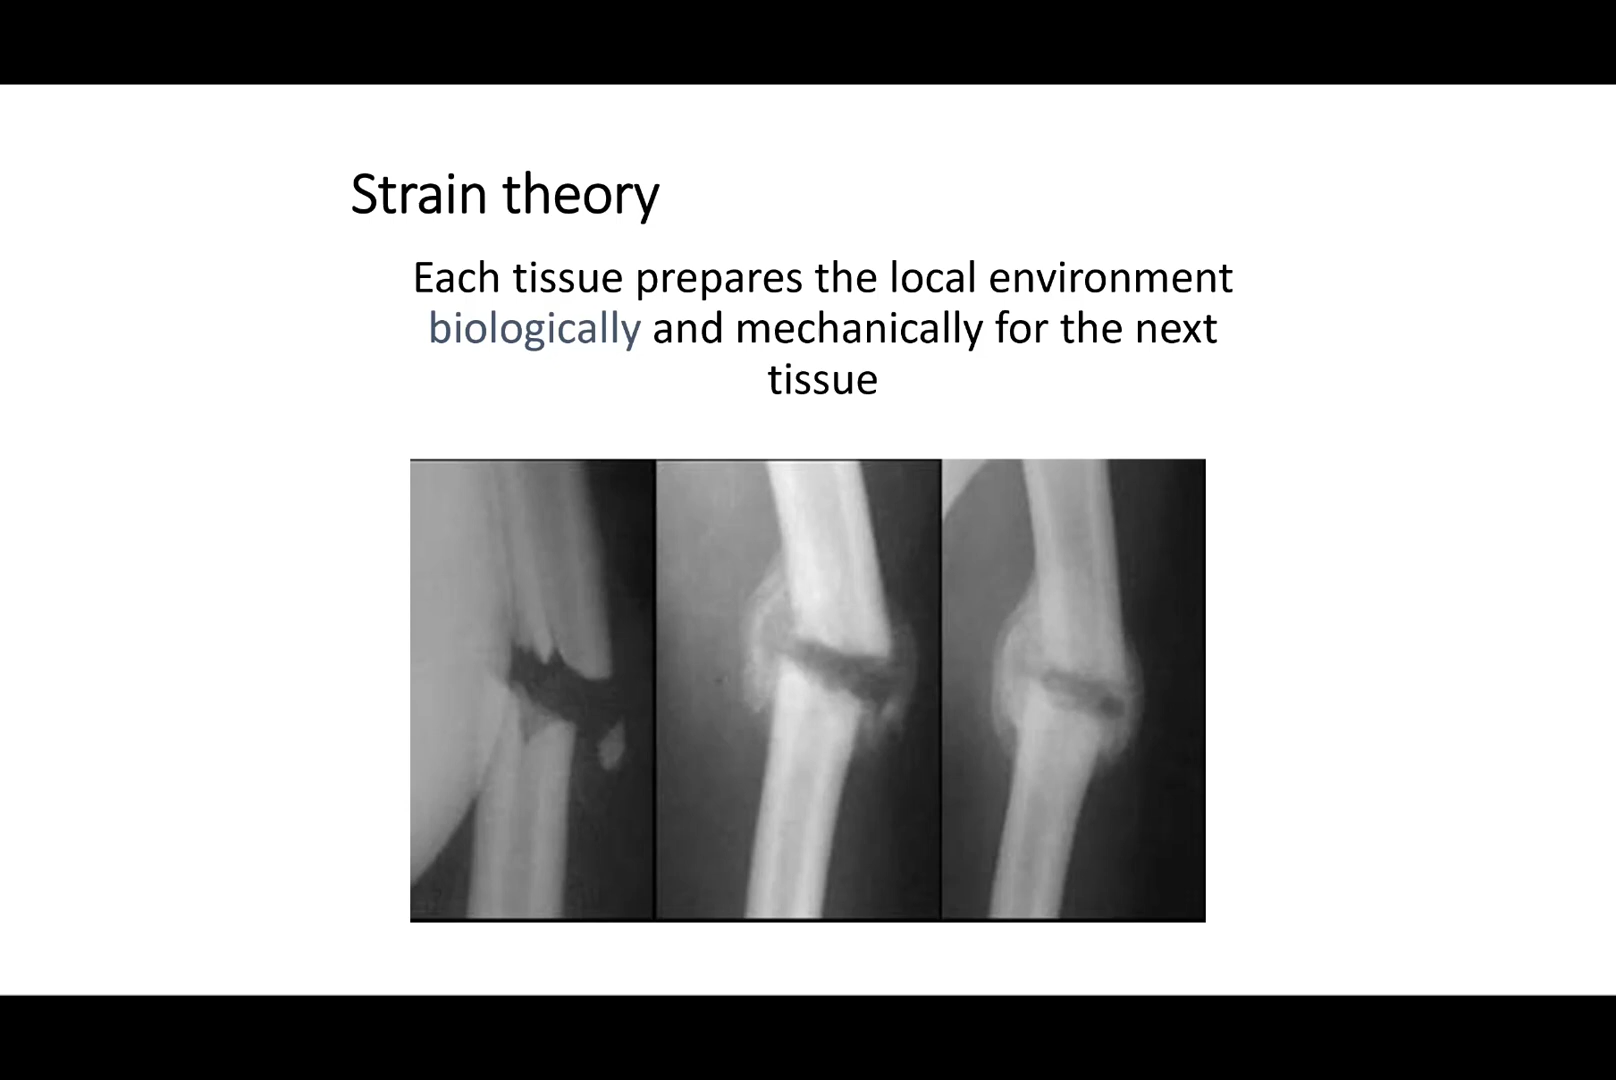 Strain theory
Each tissue prepares the local environment
biologically and mechanically for the next
tissue